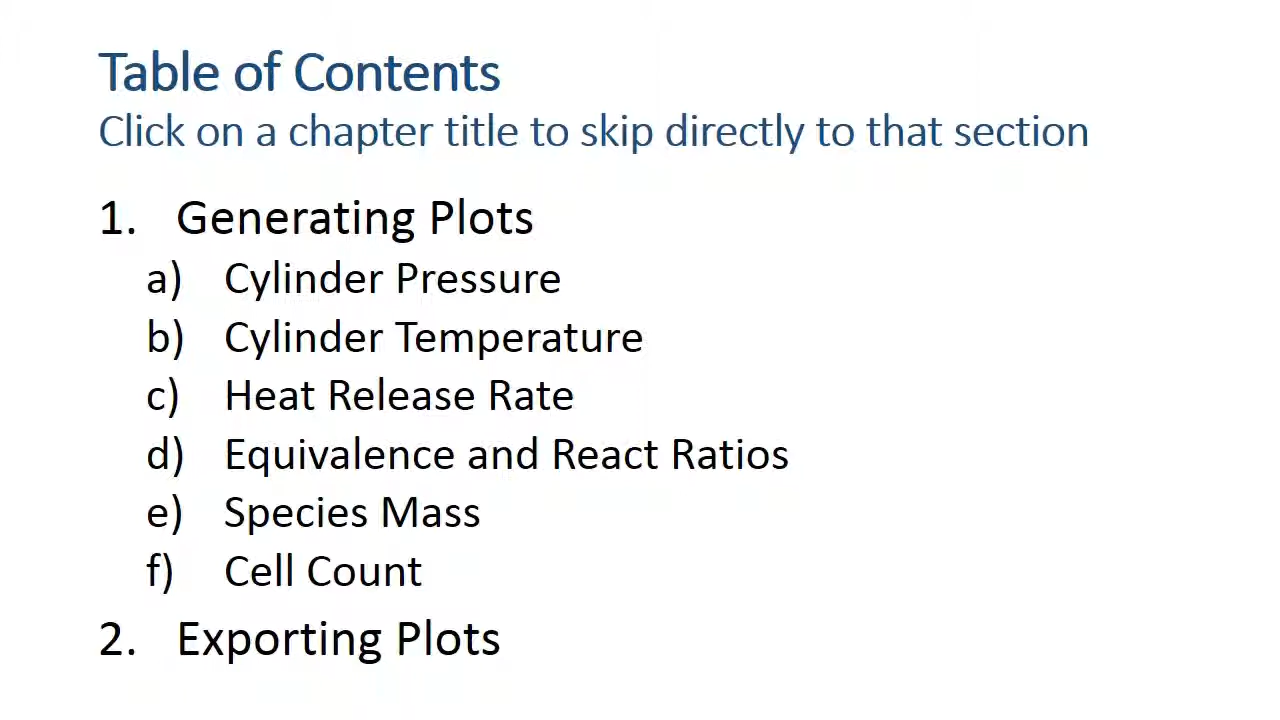 Table of Contents
Click on a chapter title to skip directly to that section
1. Generating Plots
a) Cylinder Pressure
b) Cylinder Temperature
c) Heat Release Rate
d) Equivalence and React Ratios
e) Species Mass
f) Cell Count
2. Exporting Plots